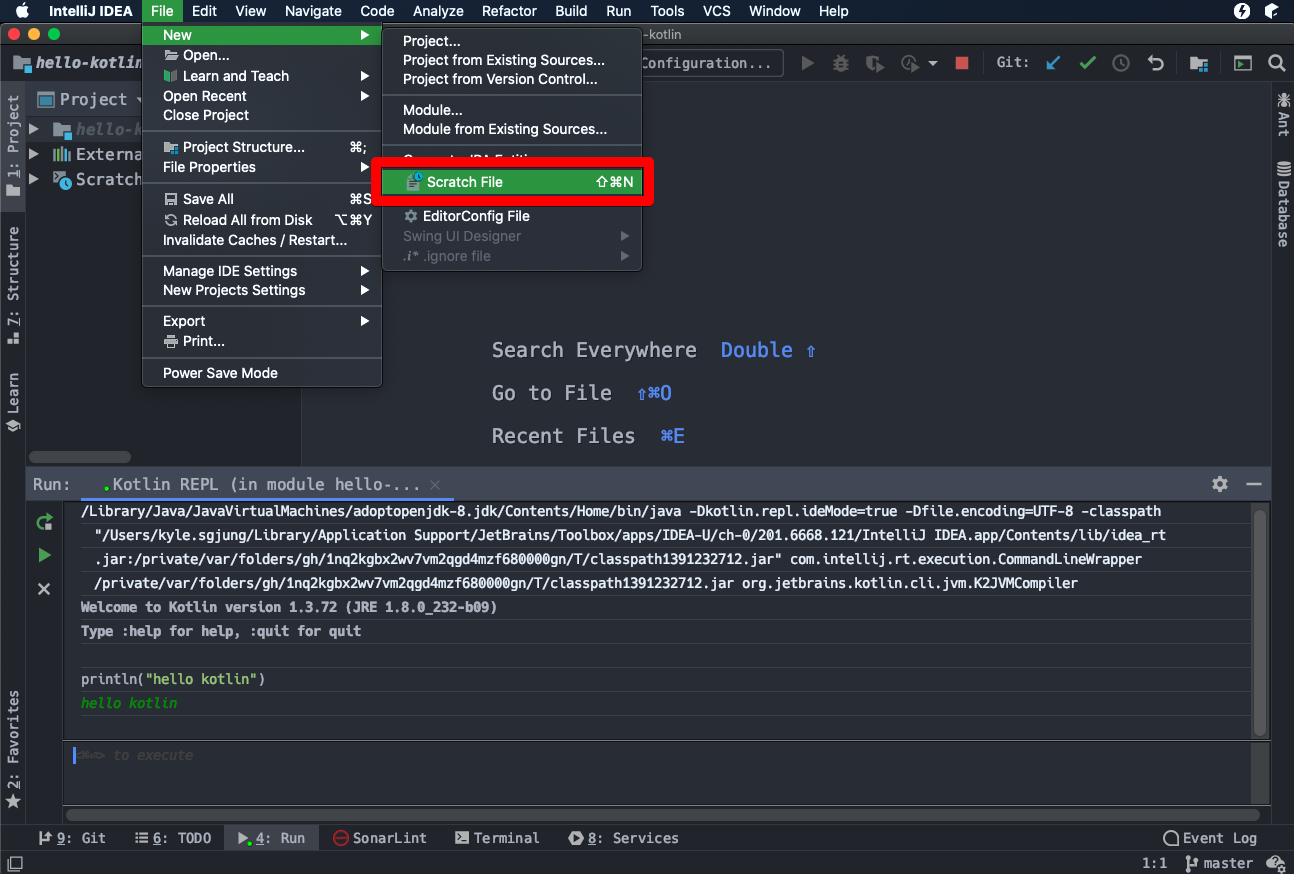 IntelliJ IDEA File Edit View Navigate Code Analyze Refactor Build Run Tools VCS Window Help
-kotlin
hello-kotlin
Configuration... Git:
New
Open...
Learn and Teach
Open Recent
Close Project
Project Structure... ⌘;
File Properties
Save All ⌘S
Reload All from Disk ⌥⌘Y
Invalidate Caches / Restart...
Manage IDE Settings
New Projects Settings
Export
Print...
Power Save Mode
Project...
Project from Existing Sources...
Project from Version Control...
Module...
Module from Existing Sources...
Scratch File ⇧⌘N
EditorConfig File
Swing UI Designer
.i* .ignore file
Project
hello-k
Externa
Scratch
1: Project
7: Structure
Learn
2: Favorites
Ant
Database
Search Everywhere Double ⇧
Go to File ⇧⌘O
Recent Files ⌘E
Run: Kotlin REPL (in module hello-... ×
/Library/Java/JavaVirtualMachines/adoptopenjdk-8.jdk/Contents/Home/bin/java -Dkotlin.repl.ideMode=true -Dfile.encoding=UTF-8 -classpath
"/Users/kyle.sgjung/Library/Application Support/JetBrains/Toolbox/apps/IDEA-U/ch-0/201.6668.121/IntelliJ IDEA.app/Contents/lib/idea_rt
.jar:/private/var/folders/gh/1nq2kgbx2wv7vm2qgd4mzf680000gn/T/classpath1391232712.jar" com.intellij.rt.execution.CommandLineWrapper
/private/var/folders/gh/1nq2kgbx2wv7vm2qgd4mzf680000gn/T/classpath1391232712.jar org.jetbrains.kotlin.cli.jvm.K2JVMCompiler
Welcome to Kotlin version 1.3.72 (JRE 1.8.0_232-b09)
Type :help for help, :quit for quit
println("hello kotlin")
hello kotlin
<⌘⏎> to execute
9: Git 6: TODO 4: Run SonarLint Terminal 8: Services Event Log
1:1 master